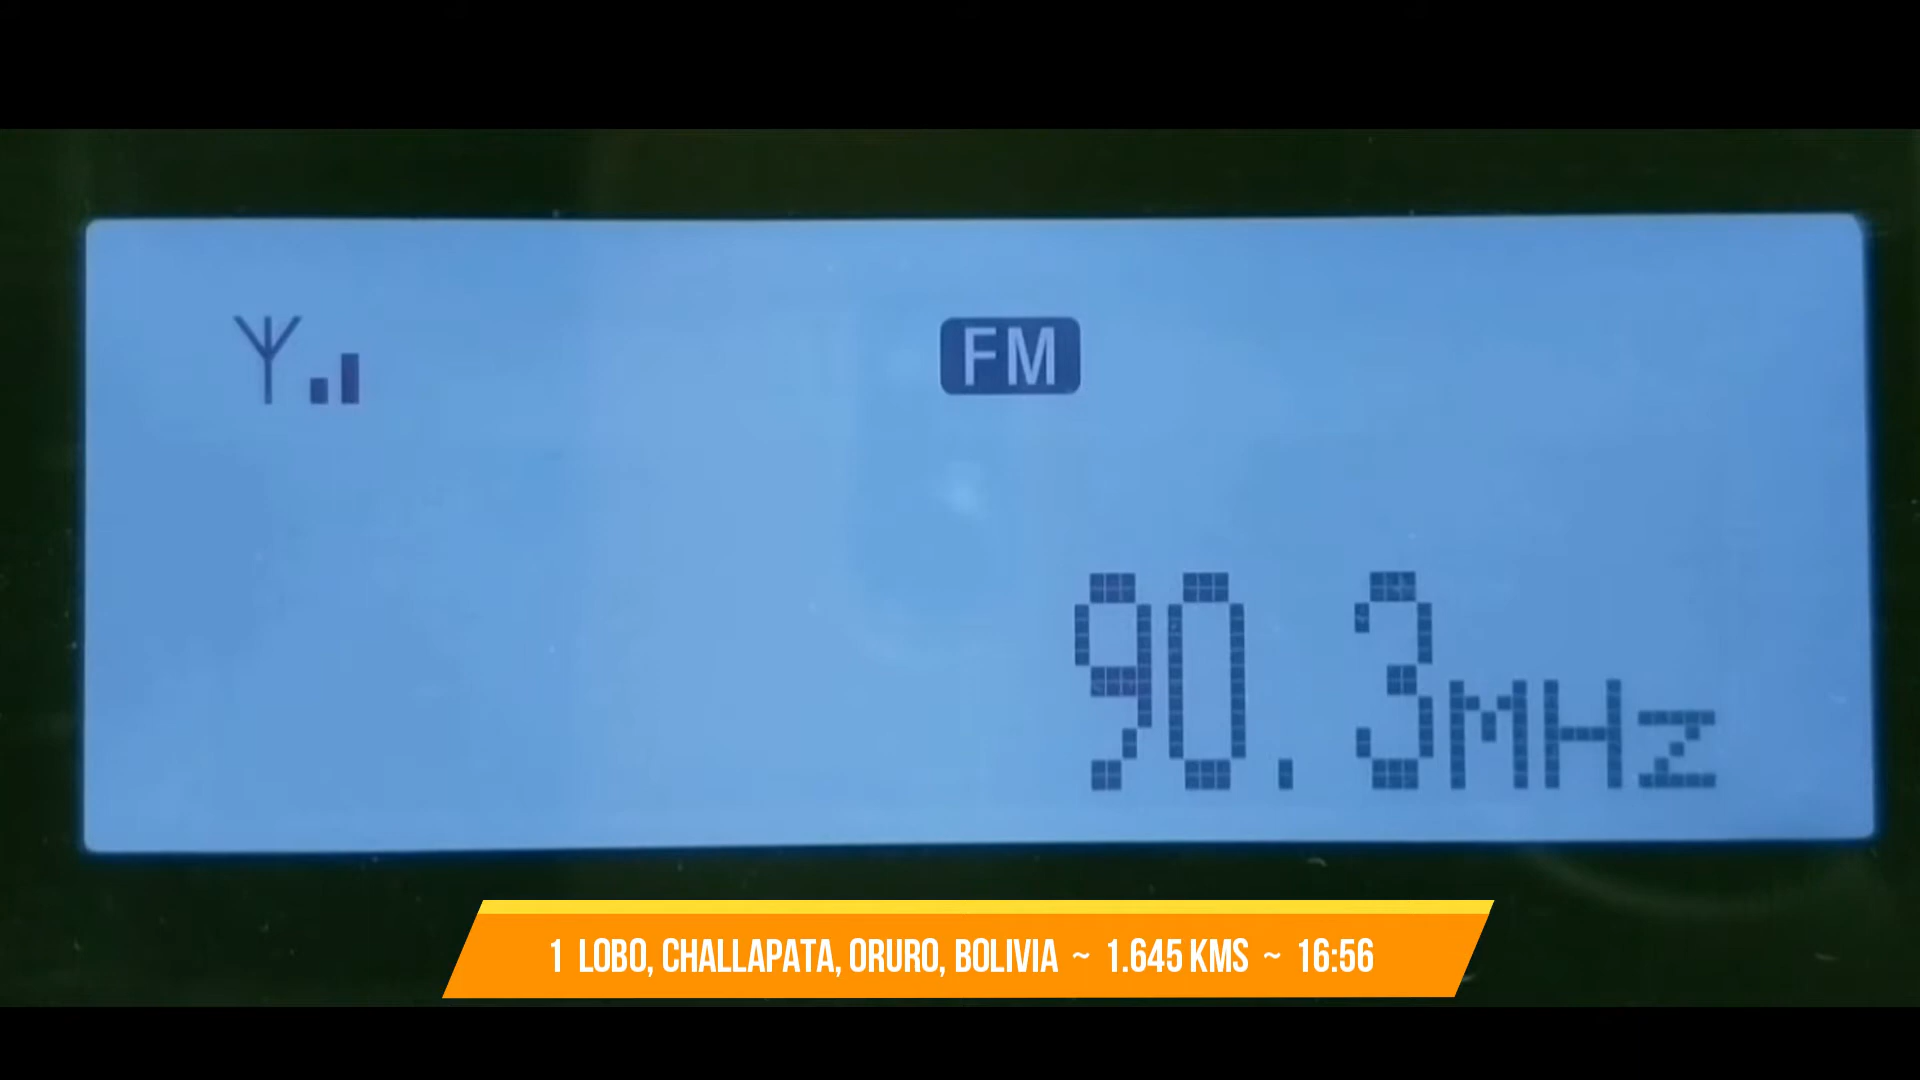 FM
90.3MHz
1 LOBO, CHALLAPATA, ORURO, BOLIVIA ~ 1.645 KMS ~ 16:56